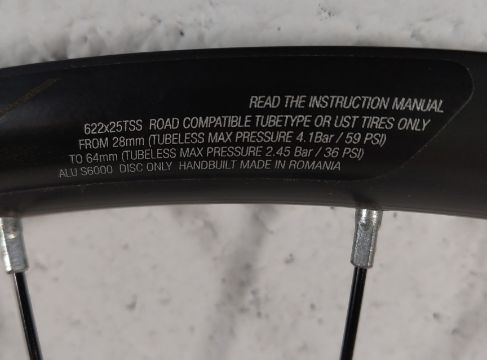 READ THE INSTRUCTION MANUAL
622x25TSS ROAD COMPATIBLE TUBETYPE OR UST TIRES ONLY
FROM 28mm (TUBELESS MAX PRESSURE 4.1Bar / 59 PSI)
TO 64mm (TUBELESS MAX PRESSURE 2.45 Bar / 36 PSI)
ALU S6000 DISC ONLY HANDBUILT MADE IN ROMANIA